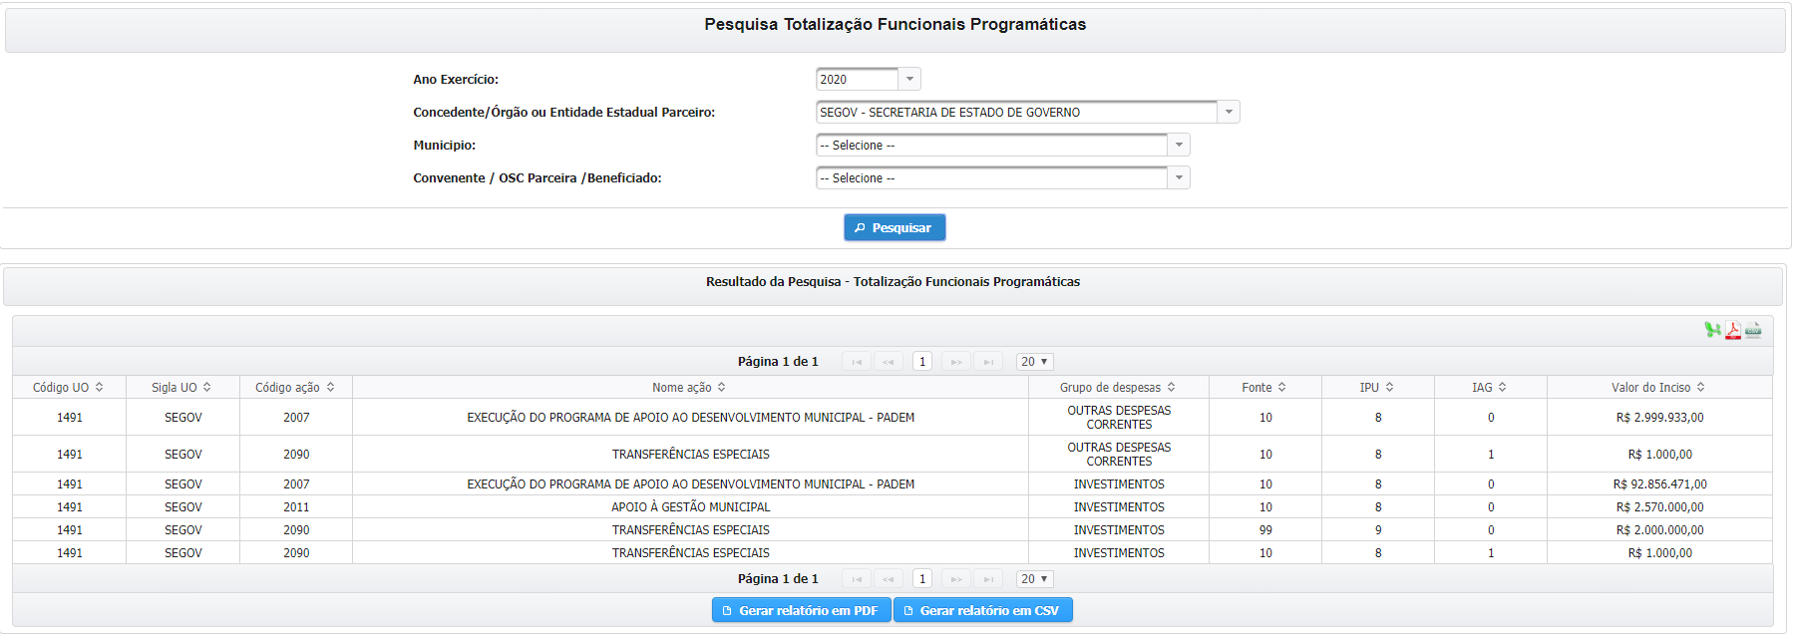 Pesquisa Totalização Funcionais Programáticas
Ano Exercício: 2020
Concedente/Órgão ou Entidade Estadual Parceiro: SEGOV - SECRETARIA DE ESTADO DE GOVERNO
Municipio: -- Selecione --
Convenente / OSC Parceira /Beneficiado: -- Selecione --
Pesquisar
Resultado da Pesquisa - Totalização Funcionais Programáticas
Página 1 de 1 1 20
Código UO Sigla UO Código ação Nome ação Grupo de despesas Fonte IPU IAG Valor do Inciso
1491 SEGOV 2007 EXECUÇÃO DO PROGRAMA DE APOIO AO DESENVOLVIMENTO MUNICIPAL - PADEM OUTRAS DESPESAS CORRENTES 10 8 0 R$ 2.999.933,00
1491 SEGOV 2090 TRANSFERÊNCIAS ESPECIAIS OUTRAS DESPESAS CORRENTES 10 8 1 R$ 1.000,00
1491 SEGOV 2007 EXECUÇÃO DO PROGRAMA DE APOIO AO DESENVOLVIMENTO MUNICIPAL - PADEM INVESTIMENTOS 10 8 0 R$ 92.856.471,00
1491 SEGOV 2011 APOIO À GESTÃO MUNICIPAL INVESTIMENTOS 10 8 0 R$ 2.570.000,00
1491 SEGOV 2090 TRANSFERÊNCIAS ESPECIAIS INVESTIMENTOS 99 9 0 R$ 2.000.000,00
1491 SEGOV 2090 TRANSFERÊNCIAS ESPECIAIS INVESTIMENTOS 10 8 1 R$ 1.000,00
Página 1 de 1 1 20
Gerar relatório em PDF Gerar relatório em CSV